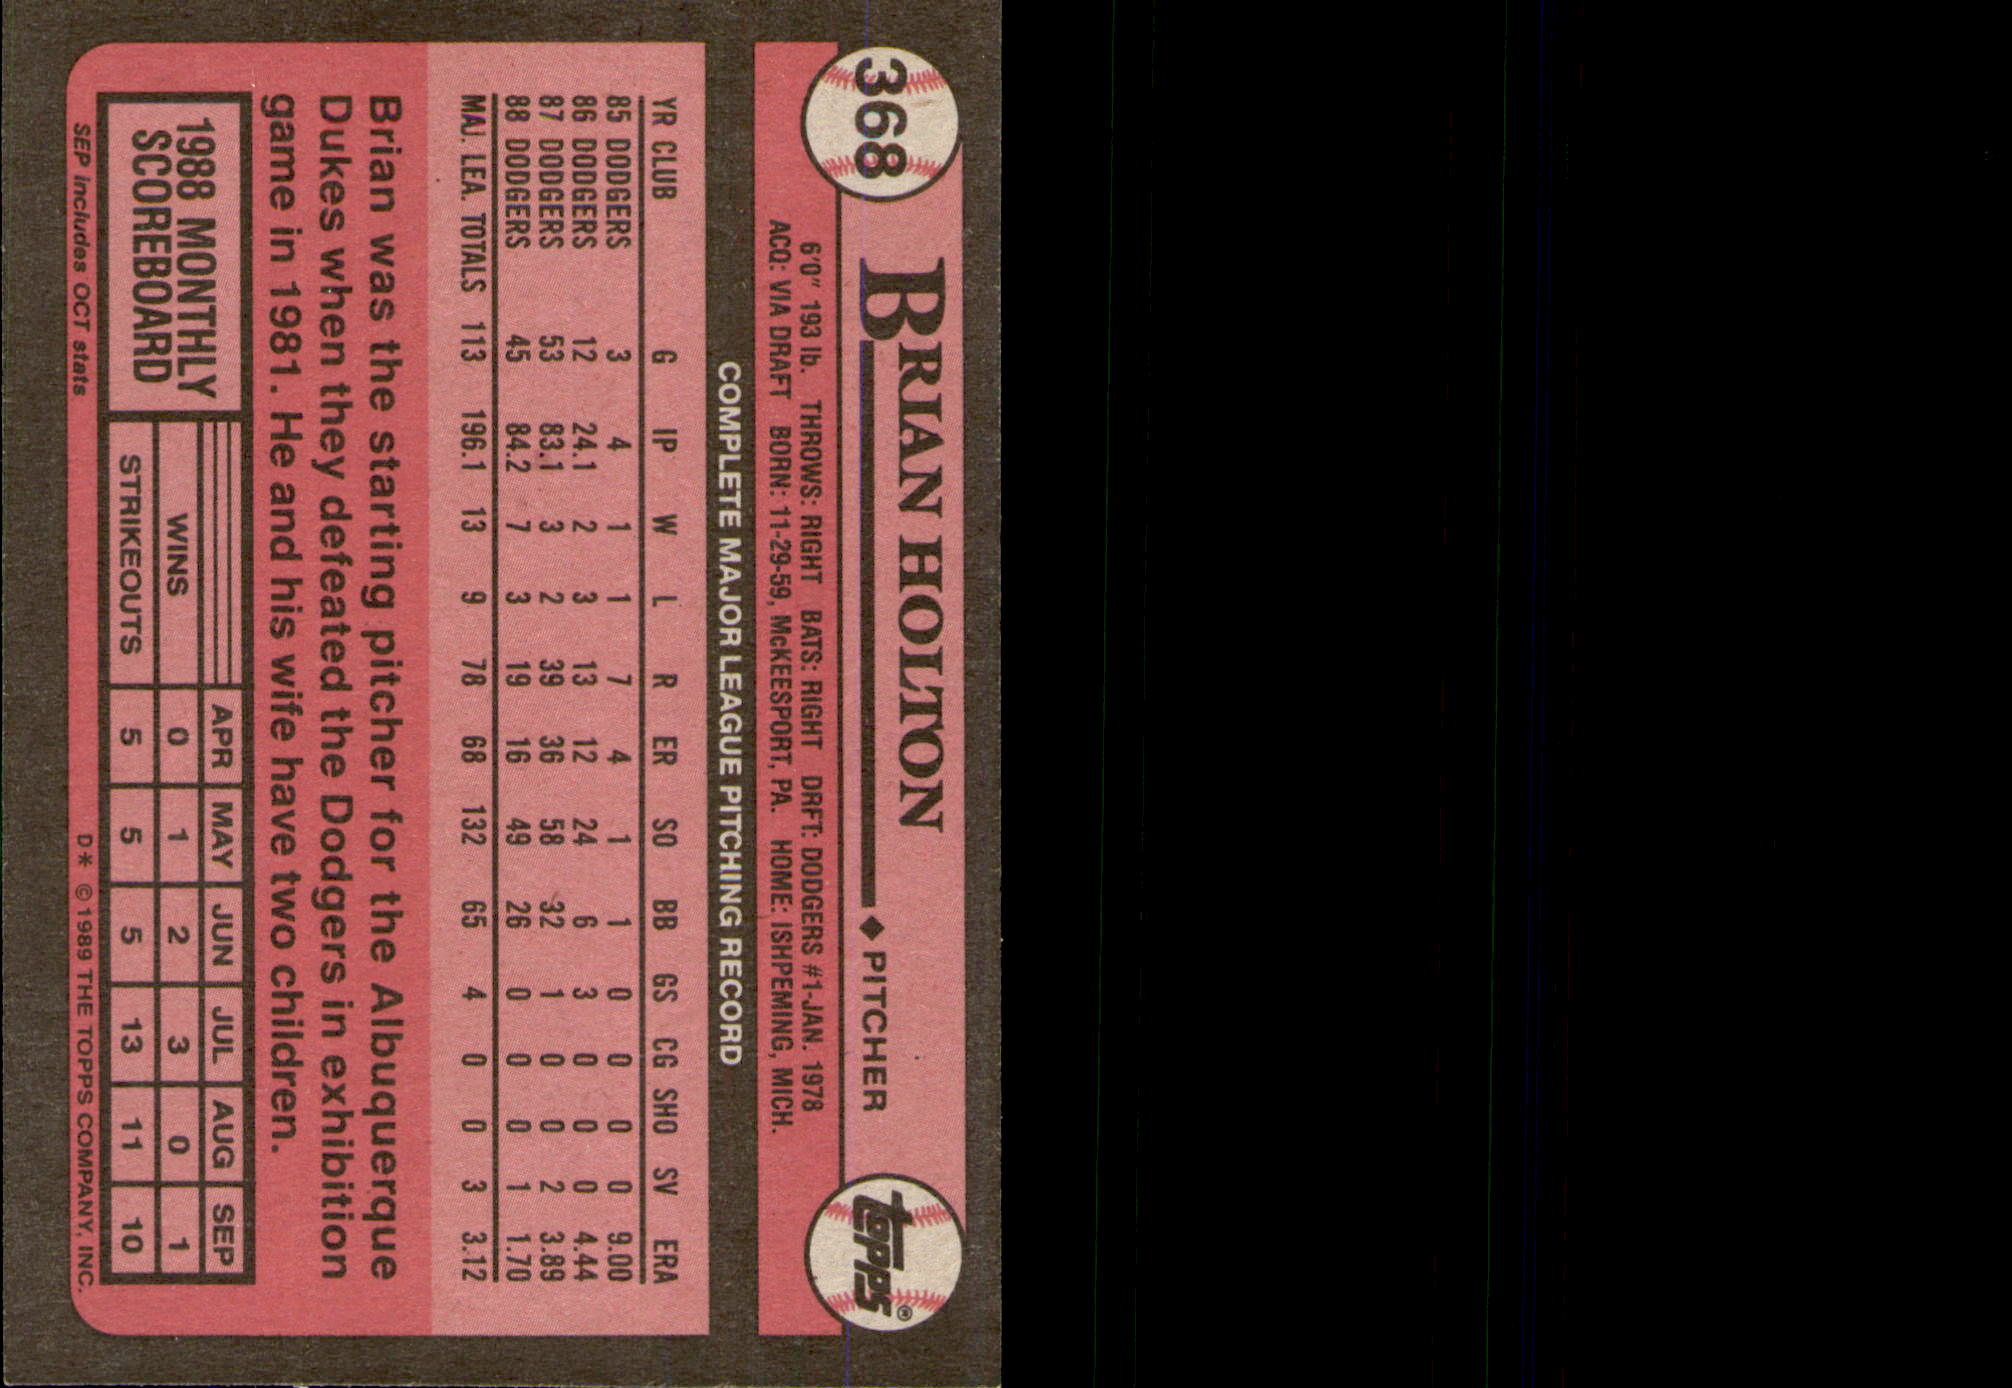 368
BRIAN HOLTON ◆ PITCHER
topps®
6'0" 193 lb. THROWS: RIGHT BATS: RIGHT DRFT: DODGERS #1-JAN. 1978
ACQ: VIA DRAFT BORN: 11-29-59, McKEESPORT, PA. HOME: ISHPEMING, MICH.
COMPLETE MAJOR LEAGUE PITCHING RECORD
YR CLUB G IP W L R ER SO BB GS CG SHO SV ERA
85 DODGERS 3 4 1 1 7 4 1 1 0 0 0 0 9.00
86 DODGERS 12 24.1 2 3 13 12 24 6 3 0 0 0 4.44
87 DODGERS 53 83.1 3 2 39 36 58 32 1 0 0 2 3.89
88 DODGERS 45 84.2 7 3 19 16 49 26 0 0 0 1 1.70
MAJ. LEA. TOTALS 113 196.1 13 9 78 68 132 65 4 0 0 3 3.12
Brian was the starting pitcher for the Albuquerque
Dukes when they defeated the Dodgers in exhibition
game in 1981. He and his wife have two children.
1988 MONTHLY
SCOREBOARD
APR MAY JUN JUL AUG SEP
WINS 0 1 2 3 0 1
STRIKEOUTS 5 5 5 13 11 10
SEP includes OCT stats
D* ©1989 THE TOPPS COMPANY, INC.